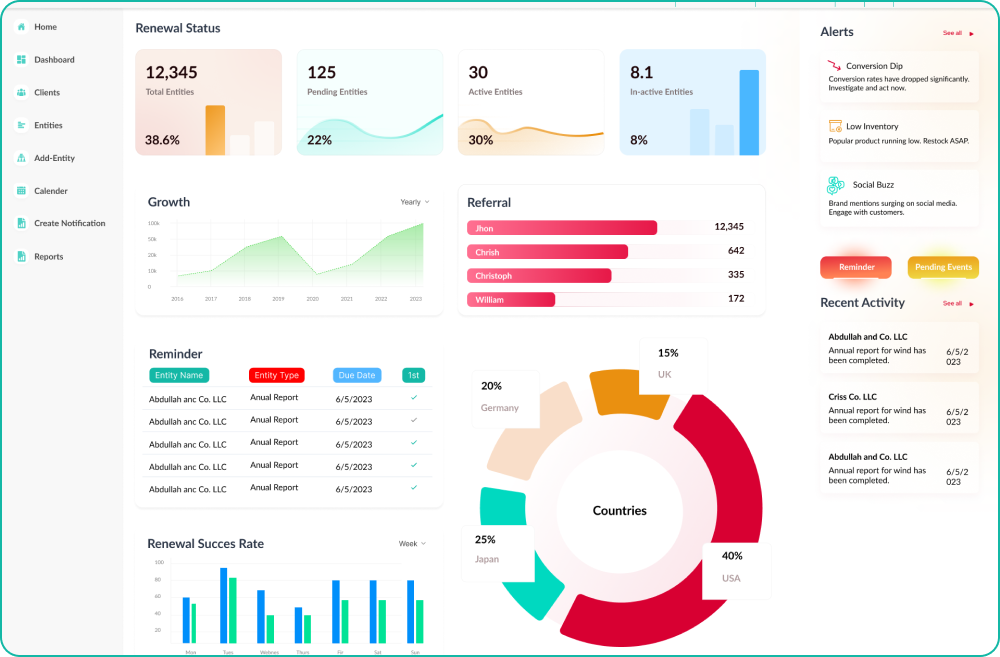 Home
Dashboard
Clients
Entities
Add-Entity
Calender
Create Notification
Reports
Renewal Status
12,345
Total Entities
38.6%
125
Pending Entities
22%
30
Active Entities
30%
8.1
In-active Entities
8%
Growth
Yearly
100k
50k
20k
10k
0
2016 2017 2018 2019 2020 2021 2022 2023
Referral
Jhon 12,345
Chrish 642
Christoph 335
William 172
Reminder
Entity Name Entity Type Due Date 1st
Abdullah anc Co. LLC Anual Report 6/5/2023
Abdullah anc Co. LLC Anual Report 6/5/2023
Abdullah anc Co. LLC Anual Report 6/5/2023
Abdullah anc Co. LLC Anual Report 6/5/2023
Abdullah anc Co. LLC Anual Report 6/5/2023
15%
UK
20%
Germany
Countries
25%
Japan
40%
USA
Renewal Succes Rate
Week
100
80
60
40
20
Mon Tues Wednes Thurs Fir Sat Sun
Alerts
See all
Conversion Dip
Conversion rates have dropped significantly.
Investigate and act now.
Low Inventory
Popular product running low. Restock ASAP.
Social Buzz
Brand mentions surging on social media.
Engage with customers.
Reminder
Pending Events
Recent Activity
See all
Abdullah and Co. LLC
Annual report for wind has 6/5/2
been completed. 023
Criss Co. LLC
Annual report for wind has 6/5/2
been completed. 023
Abdullah and Co. LLC
Annual report for wind has 6/5/2
been completed. 023